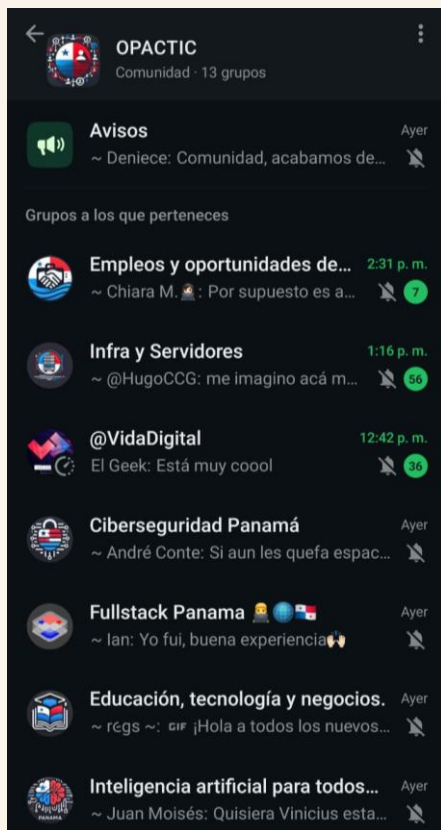 OPACTIC
Comunidad · 13 grupos
Avisos
Ayer
~ Deniece: Comunidad, acabamos de...
Grupos a los que perteneces
Empleos y oportunidades de...
2:31 p. m.
~ Chiara M.🤦🏻‍♀️: Por supuesto es a...
7
Infra y Servidores
1:16 p. m.
~ @HugoCCG: me imagino acá m...
56
@VidaDigital
12:42 p. m.
El Geek: Está muy coool
36
Ciberseguridad Panamá
Ayer
~ André Conte: Si aun les quefa espac...
Fullstack Panama 👩‍💻🌐🇵🇦
Ayer
~ Ian: Yo fui, buena experiencia🙌🏻
Educación, tecnología y negocios.
Ayer
~ rєgs ~: GIF ¡Hola a todos los nuevos...
Inteligencia artificial para todos...
Ayer
~ Juan Moisés: Quisiera Vinicius esta...
PANAMA